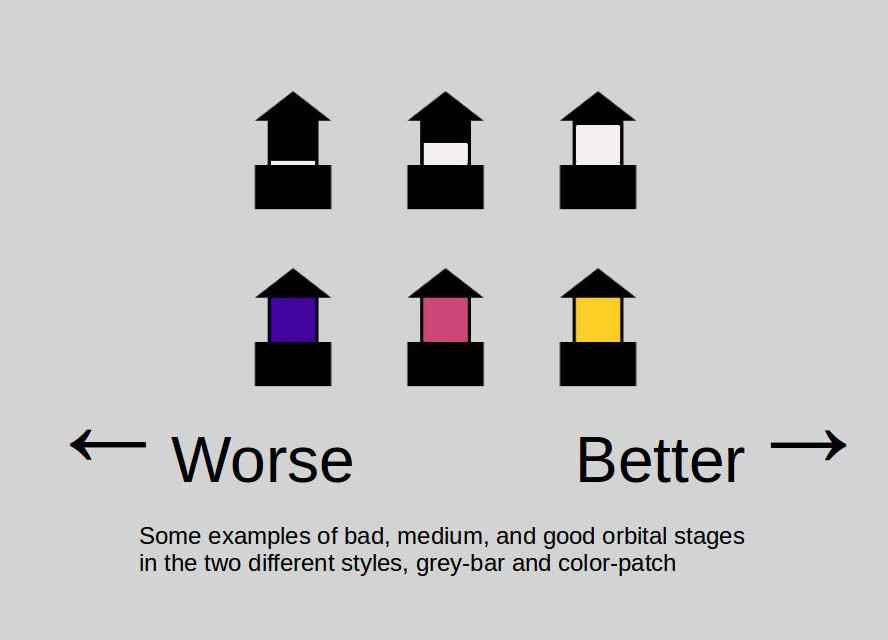 ← Worse Better →
Some examples of bad, medium, and good orbital stages
in the two different styles, grey-bar and color-patch